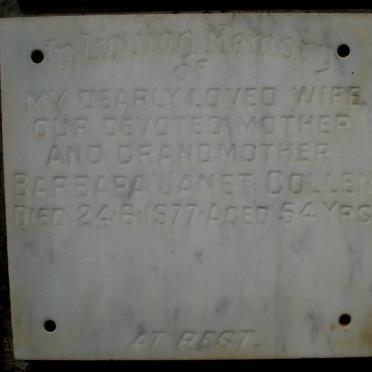 In Loving Memory
of
MY DEARLY LOVED WIFE
OUR DEVOTED MOTHER
AND GRANDMOTHER
BARBARA JANET COLLEN
DIED 24·8·1977·AGED 54 YRS
AT REST.